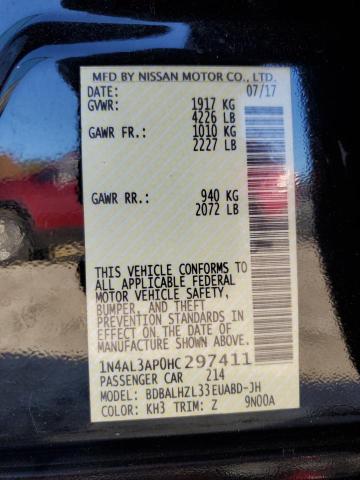 MFD BY NISSAN MOTOR CO., LTD.
DATE: 07/17
GVWR: 1917 KG
4226 LB
GAWR FR.: 1010 KG
2227 LB
GAWR RR.: 940 KG
2072 LB
THIS VEHICLE CONFORMS TO
ALL APPLICABLE FEDERAL
MOTOR VEHICLE SAFETY,
BUMPER, AND THEFT
PREVENTION STANDARDS IN EFFECT
ON THE DATE OF
MANUFACTURE SHOWN ABOVE.
1N4AL3AP0HC297411
PASSENGER CAR 214
MODEL: BDBALHZL33EUABD-JH
COLOR: KH3 TRIM: Z 9N00A